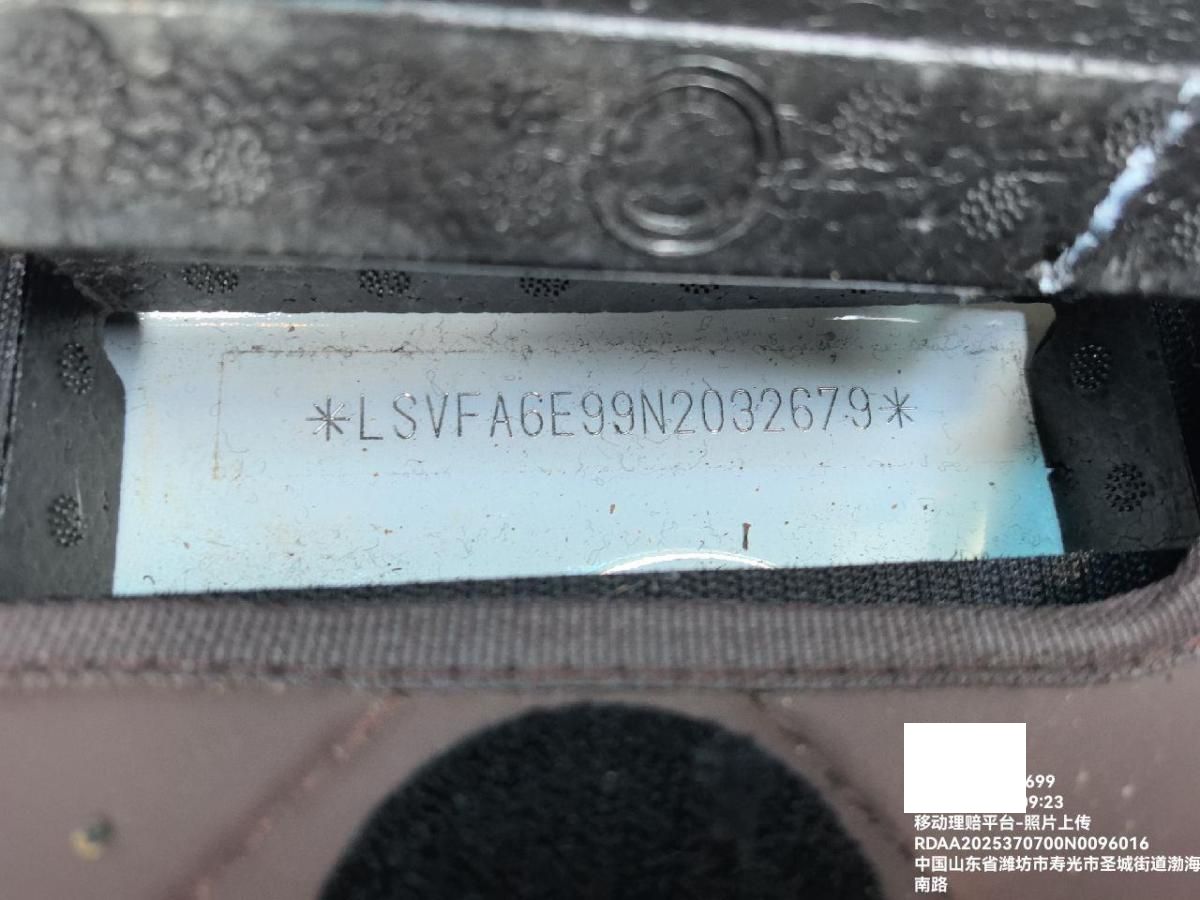 *LSVFA6E99N2032679*
699
09:23
移动理赔平台-照片上传
RDAA2025370700N0096016
中国山东省潍坊市寿光市圣城街道渤海
南路